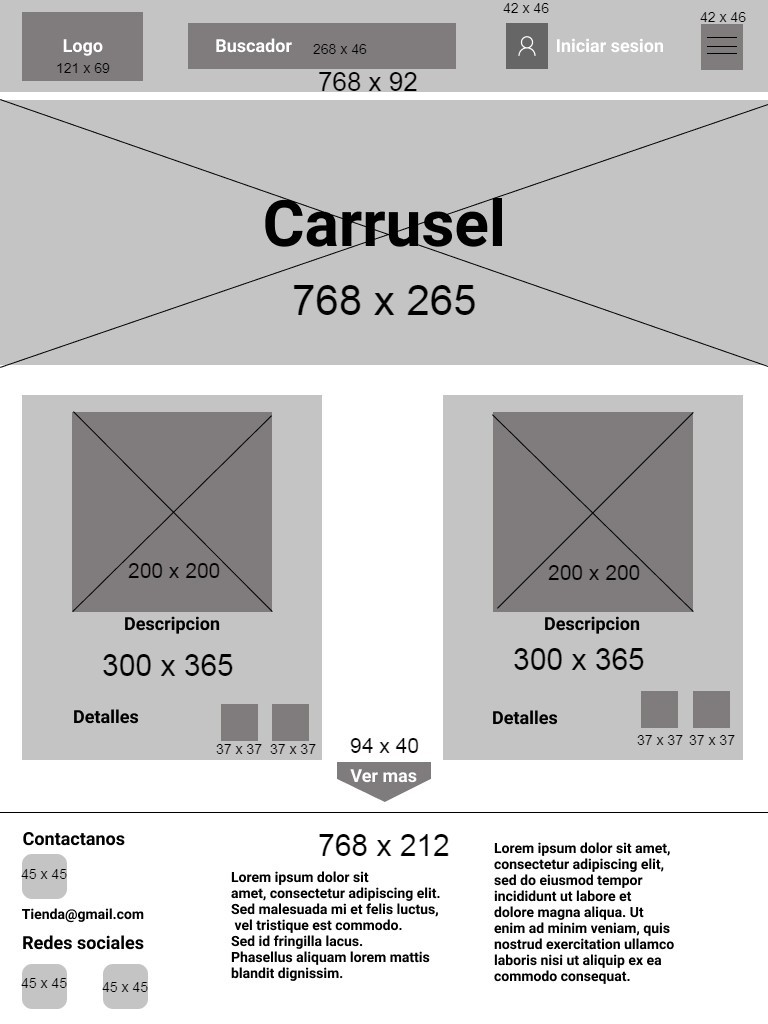 42 x 46
42 x 46
Logo
121 x 69
Buscador
268 x 46
Iniciar sesion
768 x 92
Carrusel
768 x 265
200 x 200
Descripcion
300 x 365
Detalles
37 x 37
37 x 37
200 x 200
Descripcion
300 x 365
Detalles
37 x 37
37 x 37
94 x 40
Ver mas
Contactanos
45 x 45
Tienda@gmail.com
Redes sociales
45 x 45
45 x 45
768 x 212
Lorem ipsum dolor sit
amet, consectetur adipiscing elit.
Sed malesuada mi et felis luctus,
vel tristique est commodo.
Sed id fringilla lacus.
Phasellus aliquam lorem mattis
blandit dignissim.
Lorem ipsum dolor sit amet,
consectetur adipiscing elit,
sed do eiusmod tempor
incididunt ut labore et
dolore magna aliqua. Ut
enim ad minim veniam, quis
nostrud exercitation ullamco
laboris nisi ut aliquip ex ea
commodo consequat.